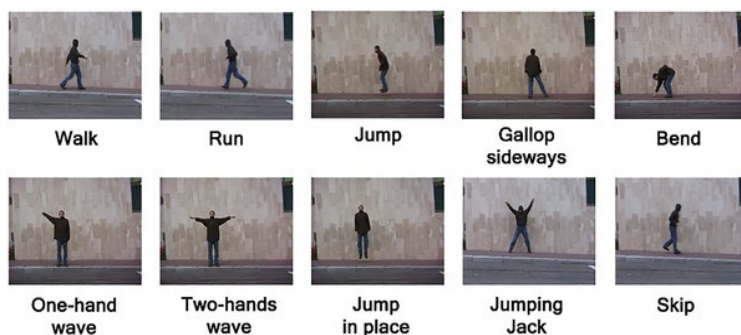 Walk
Run
Jump
Gallop
sideways
Bend
One-hand
wave
Two-hands
wave
Jump
in place
Jumping
Jack
Skip